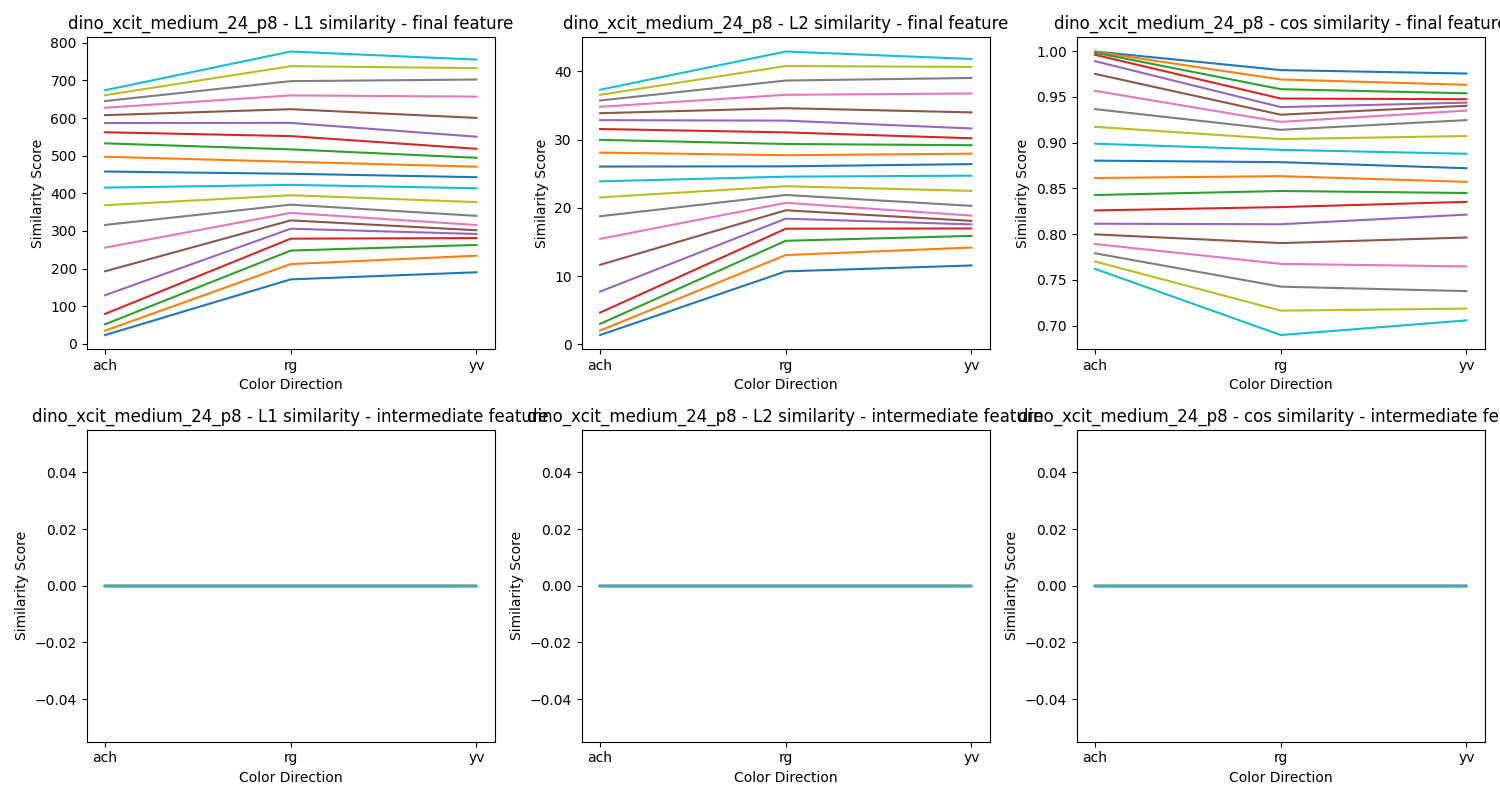 dino_xcit_medium_24_p8 - L1 similarity - final feature
800
700
600
500
400
300
200
100
0
Similarity Score
ach rg yv
Color Direction
dino_xcit_medium_24_p8 - L2 similarity - final feature
40
30
20
10
0
Similarity Score
ach rg yv
Color Direction
dino_xcit_medium_24_p8 - cos similarity - final feature
1.00
0.95
0.90
0.85
0.80
0.75
0.70
Similarity Score
ach rg yv
Color Direction
dino_xcit_medium_24_p8 - L1 similarity - intermediate feature
0.04
0.02
0.00
−0.02
−0.04
Similarity Score
ach rg yv
Color Direction
dino_xcit_medium_24_p8 - L2 similarity - intermediate feature
0.04
0.02
0.00
−0.02
−0.04
Similarity Score
ach rg yv
Color Direction
dino_xcit_medium_24_p8 - cos similarity - intermediate fe
0.04
0.02
0.00
−0.02
−0.04
Similarity Score
ach rg yv
Color Direction